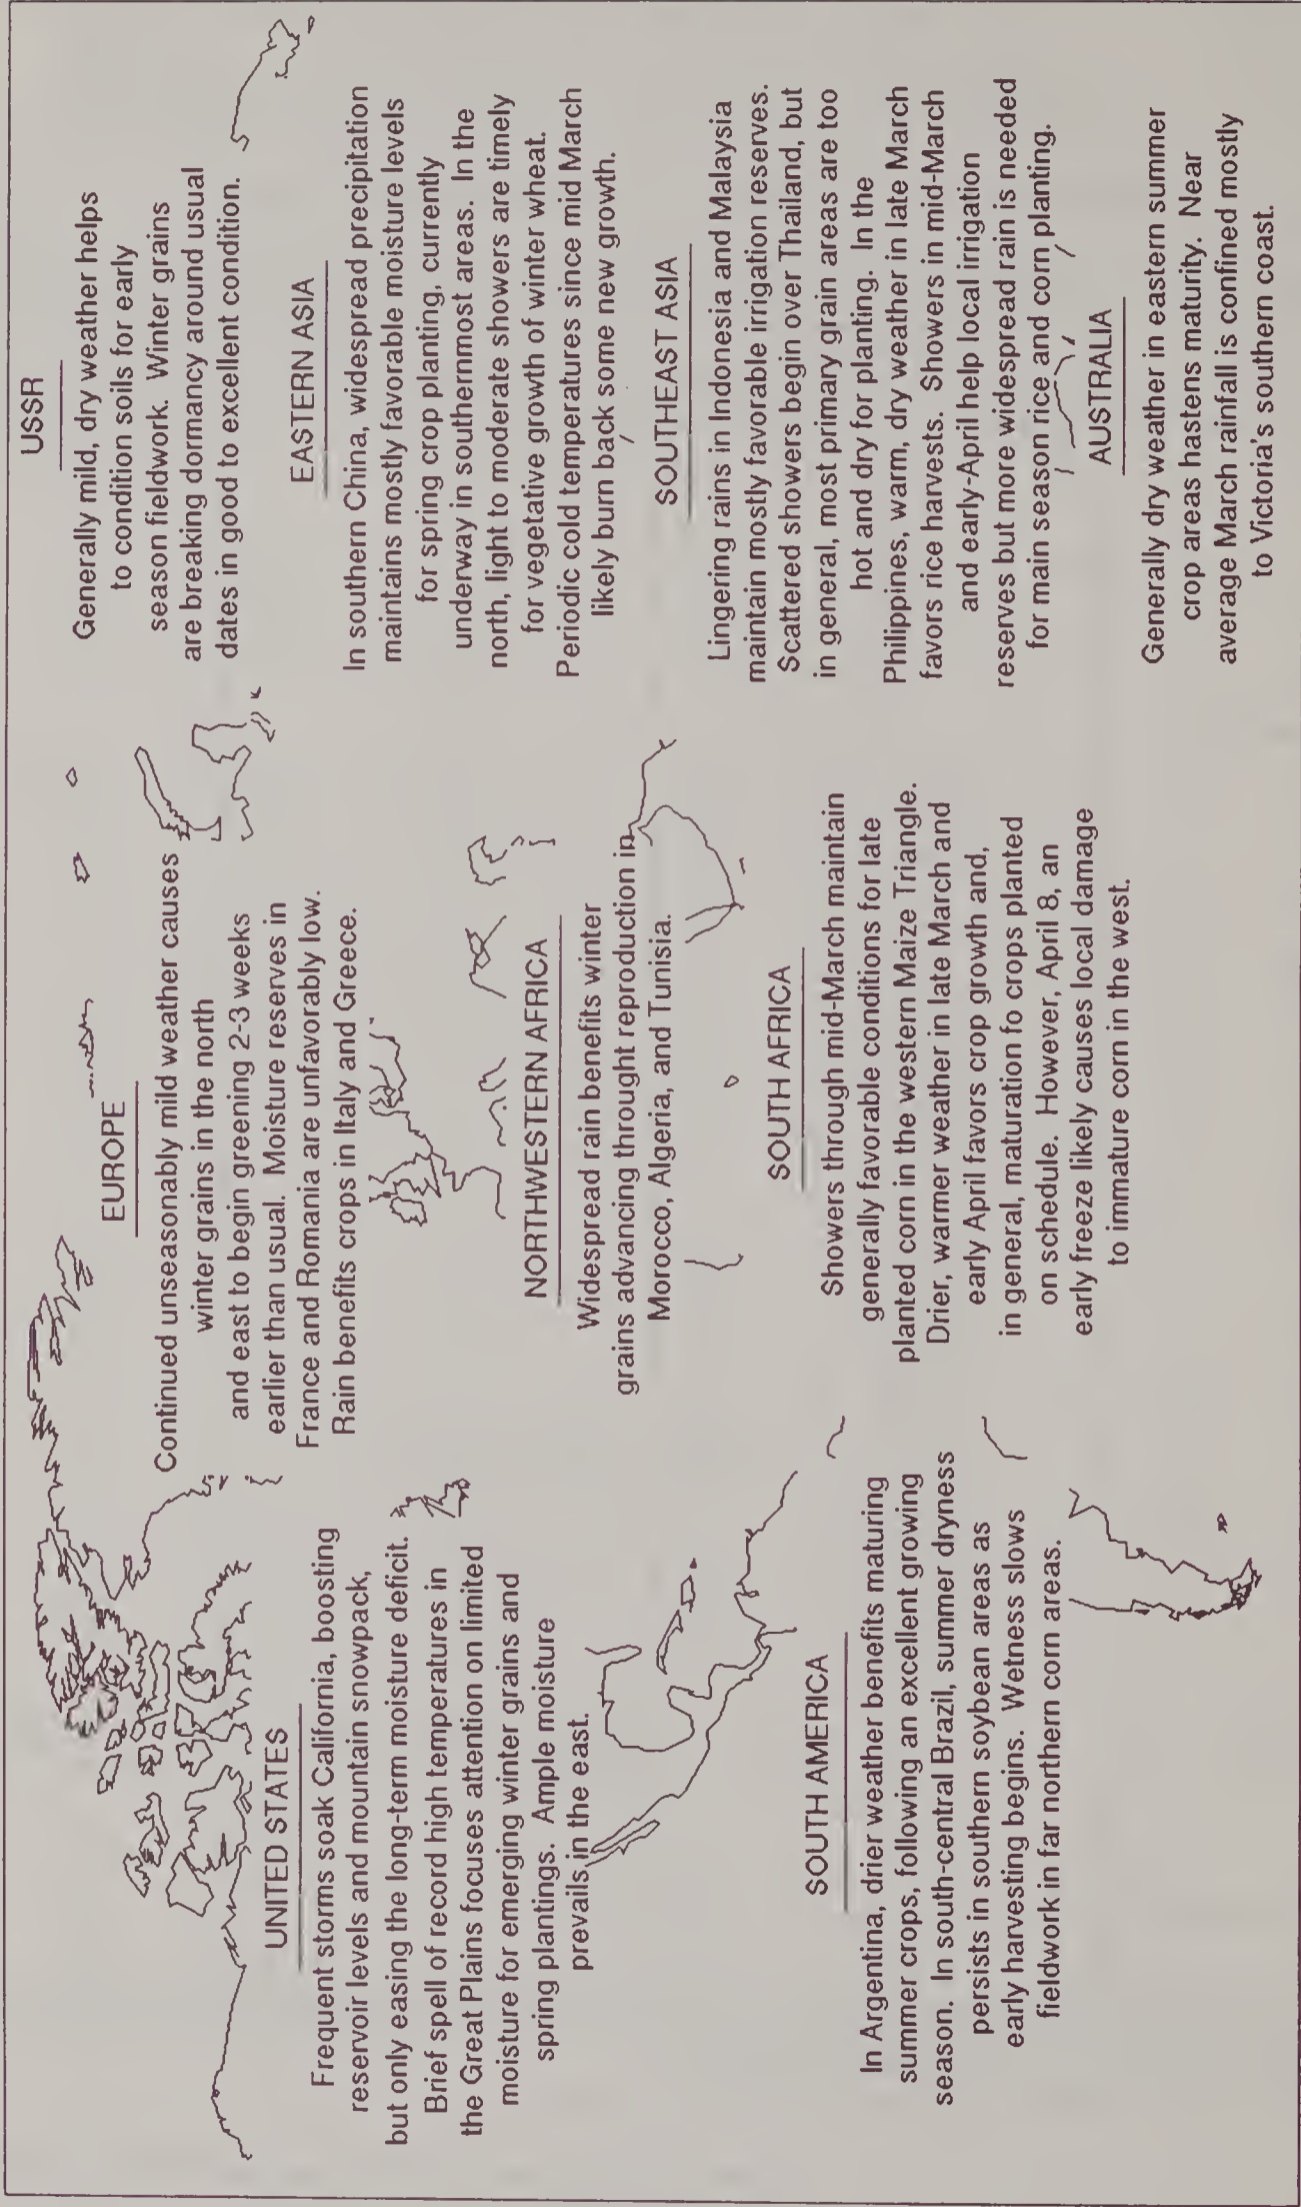 UNITED STATES
Frequent storms soak California, boosting
reservoir levels and mountain snowpack,
but only easing the long-term moisture deficit.
Brief spell of record high temperatures in
the Great Plains focuses attention on limited
moisture for emerging winter grains and
spring plantings. Ample moisture
prevails in the east.
SOUTH AMERICA
In Argentina, drier weather benefits maturing
summer crops, following an excellent growing
season. In south-central Brazil, summer dryness
persists in southern soybean areas as
early harvesting begins. Wetness slows
fieldwork in far northern corn areas.
EUROPE
Continued unseasonably mild weather causes
winter grains in the north
and east to begin greening 2-3 weeks
earlier than usual. Moisture reserves in
France and Romania are unfavorably low.
Rain benefits crops in Italy and Greece.
NORTHWESTERN AFRICA
Widespread rain benefits winter
grains advancing throught reproduction in
Morocco, Algeria, and Tunisia.
SOUTH AFRICA
Showers through mid-March maintain
generally favorable conditions for late
planted corn in the western Maize Triangle.
Drier, warmer weather in late March and
early April favors crop growth and,
in general, maturation fo crops planted
on schedule. However, April 8, an
early freeze likely causes local damage
to immature corn in the west.
USSR
Generally mild, dry weather helps
to condition soils for early
season fieldwork. Winter grains
are breaking dormancy around usual
dates in good to excellent condition.
EASTERN ASIA
In southern China, widespread precipitation
maintains mostly favorable moisture levels
for spring crop planting, currently
underway in southernmost areas. In the
north, light to moderate showers are timely
for vegetative growth of winter wheat.
Periodic cold temperatures since mid March
likely burn back some new growth.
SOUTHEAST ASIA
Lingering rains in Indonesia and Malaysia
maintain mostly favorable irrigation reserves.
Scattered showers begin over Thailand, but
in general, most primary grain areas are too
hot and dry for planting. In the
Philippines, warm, dry weather in late March
favors rice harvests. Showers in mid-March
and early-April help local irrigation
reserves but more widespread rain is needed
for main season rice and corn planting.
AUSTRALIA
Generally dry weather in eastern summer
crop areas hastens maturity. Near
average March rainfall is confined mostly
to Victoria's southern coast.